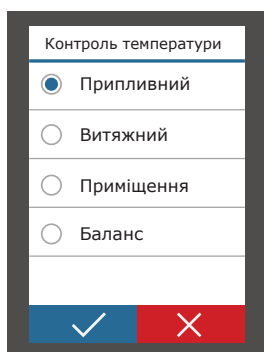 Контроль температури
Припливний
Витяжний
Приміщення
Баланс